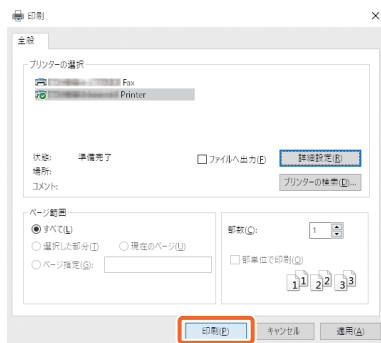 印刷
全般
プリンターの選択
Fax
Printer
状態: 準備完了
場所:
コメント:
ファイルへ出力(F)
詳細設定(R)
プリンターの検索(D)...
ページ範囲
すべて(L)
選択した部分(T) 現在のページ(U)
ページ指定(G):
部数(C): 1
部単位で印刷(O)
1 1 2 2 3 3
印刷(P) キャンセル 適用(A)